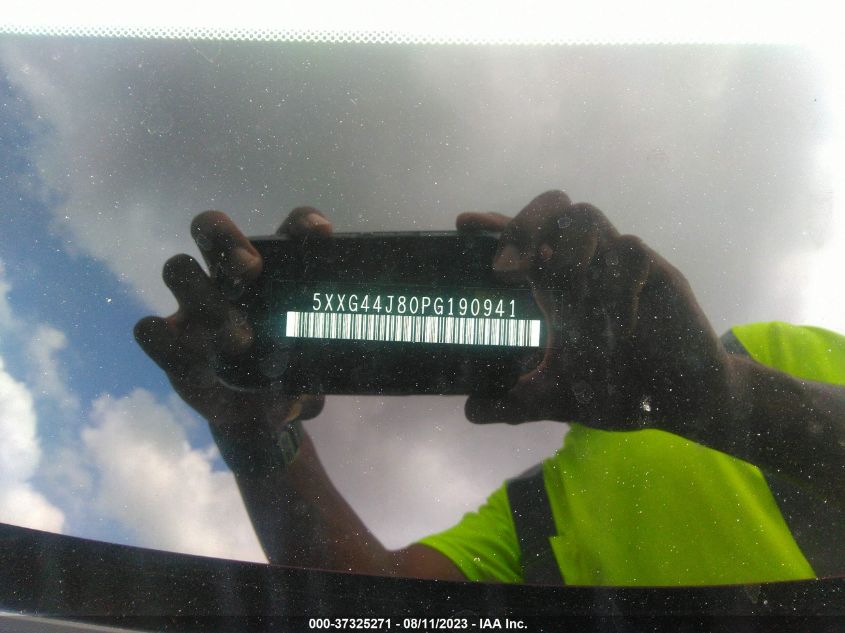 5XXG44J80PG190941
000-37325271 - 08/11/2023 - IAA Inc.